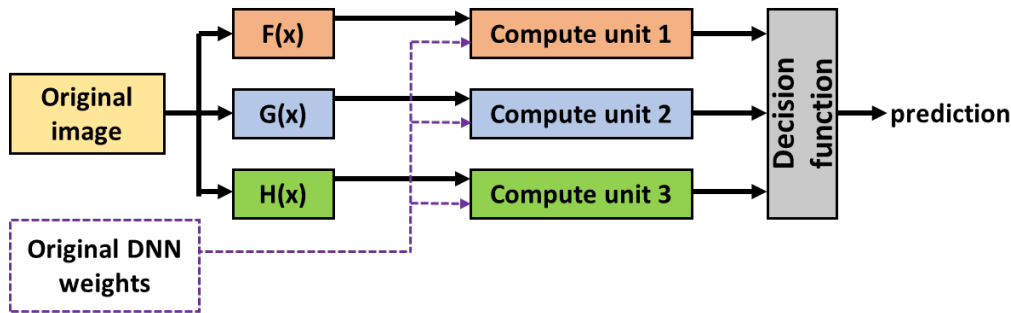 Original
image
F(x)
G(x)
H(x)
Original DNN
weights
Compute unit 1
Compute unit 2
Compute unit 3
Decision
function
prediction